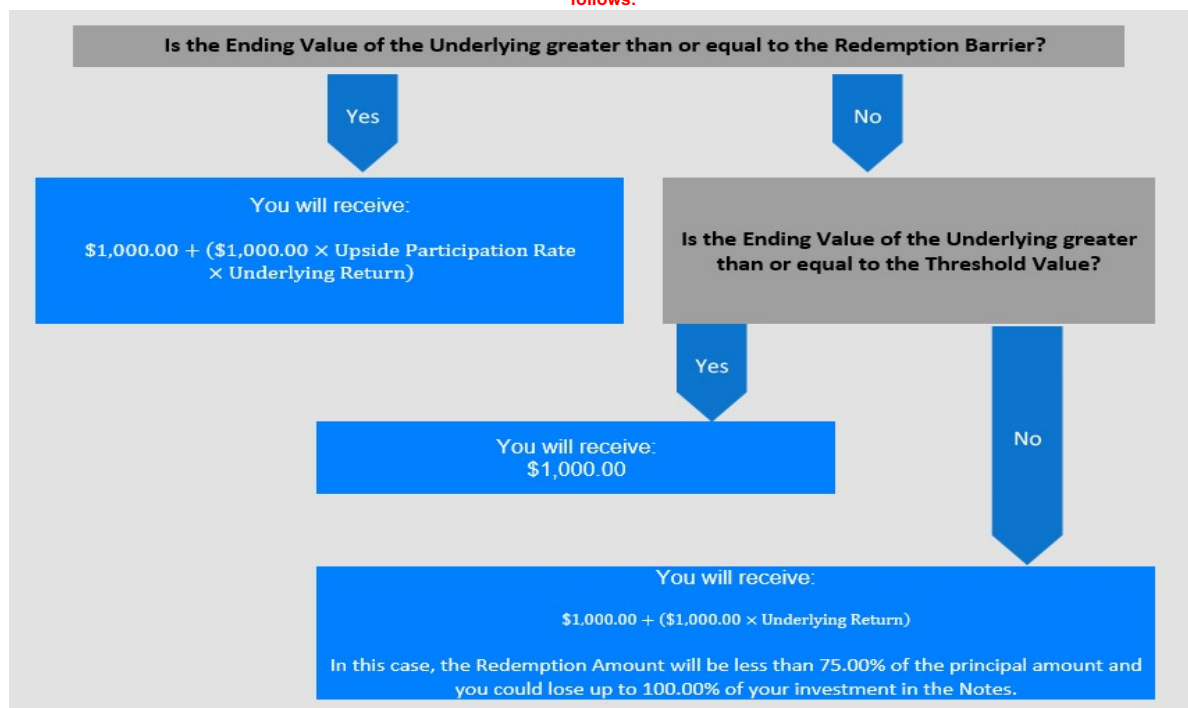 follows:
Is the Ending Value of the Underlying greater than or equal to the Redemption Barrier?
Yes
No
You will receive:
$1,000.00 + ($1,000.00 × Upside Participation Rate
× Underlying Return)
Is the Ending Value of the Underlying greater
than or equal to the Threshold Value?
Yes
You will receive:
$1,000.00
No
You will receive:
$1,000.00 + ($1,000.00 × Underlying Return)
In this case, the Redemption Amount will be less than 75.00% of the principal amount and
you could lose up to 100.00% of your investment in the Notes.